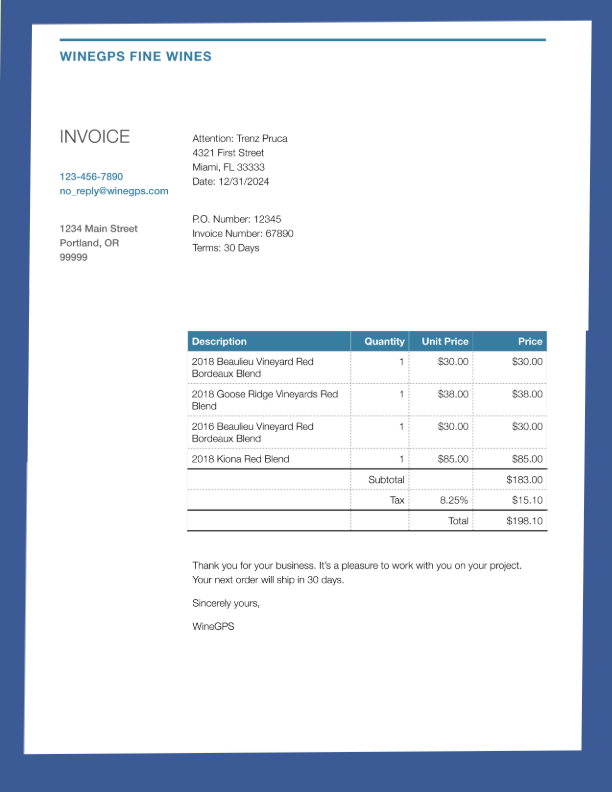 WINEGPS FINE WINES
INVOICE
123-456-7890
no_reply@winegps.com
1234 Main Street
Portland, OR
99999
Attention: Trenz Pruca
4321 First Street
Miami, FL 33333
Date: 12/31/2024
P.O. Number: 12345
Invoice Number: 67890
Terms: 30 Days
Description Quantity Unit Price Price
2018 Beaulieu Vineyard Red 1 $30.00 $30.00
Bordeaux Blend
2018 Goose Ridge Vineyards Red 1 $38.00 $38.00
Blend
2016 Beaulieu Vineyard Red 1 $30.00 $30.00
Bordeaux Blend
2018 Kiona Red Blend 1 $85.00 $85.00
Subtotal $183.00
Tax 8.25% $15.10
Total $198.10
Thank you for your business. It's a pleasure to work with you on your project.
Your next order will ship in 30 days.
Sincerely yours,
WineGPS